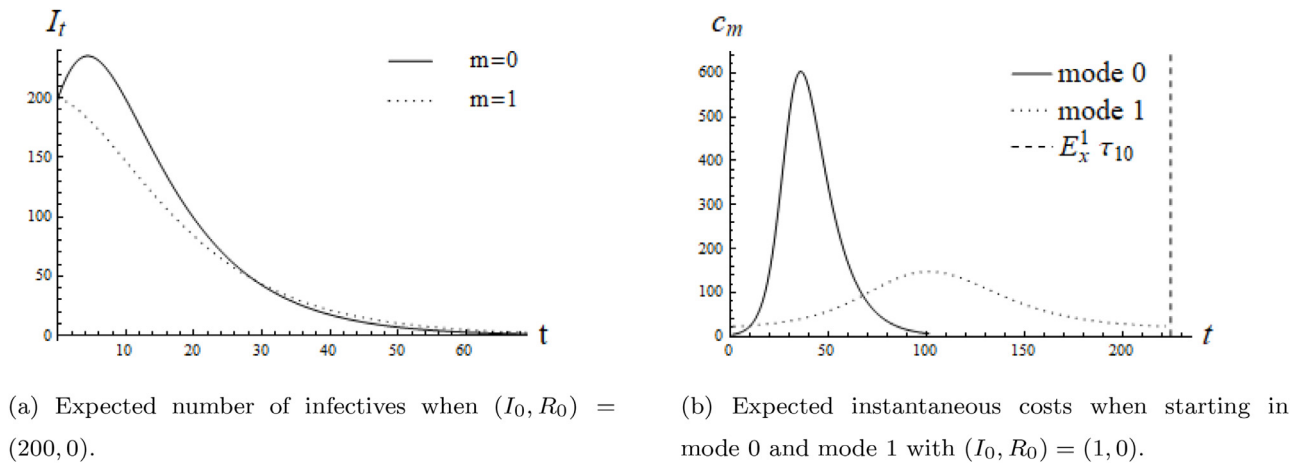 I_t
m=0
m=1
200
150
100
50
0
10
20
30
40
50
60
t
(a) Expected number of infectives when (I_0, R_0) =
(200, 0).
c_m
mode 0
mode 1
E_x^1 τ_10
600
500
400
300
200
100
0
0
50
100
150
200
t
(b) Expected instantaneous costs when starting in
mode 0 and mode 1 with (I_0, R_0) = (1, 0).